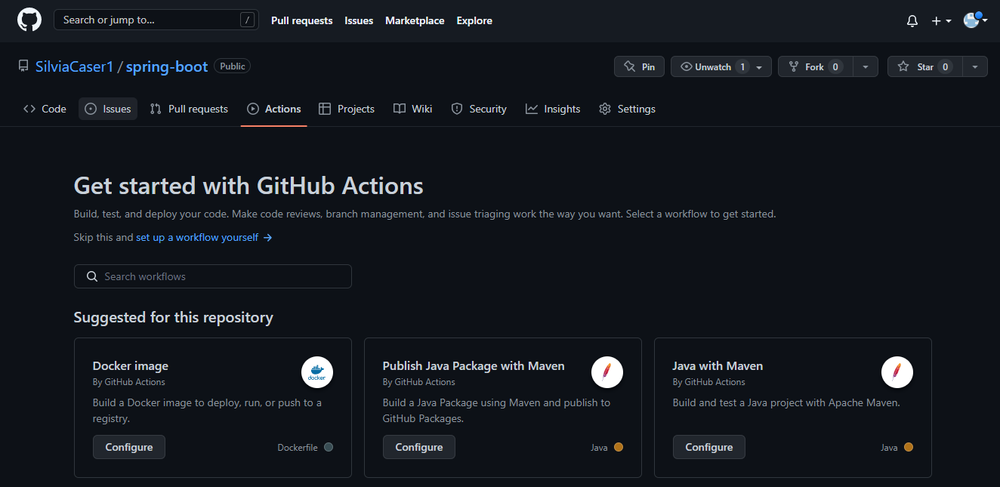 Search or jump to... /
Pull requests Issues Marketplace Explore
SilviaCaser1 / spring-boot Public
Pin Unwatch 1 Fork 0 Star 0
Code Issues Pull requests Actions Projects Wiki Security Insights Settings
Get started with GitHub Actions
Build, test, and deploy your code. Make code reviews, branch management, and issue triaging work the way you want. Select a workflow to get started.
Skip this and set up a workflow yourself →
Search workflows
Suggested for this repository
Docker image
By GitHub Actions
docker
Build a Docker image to deploy, run, or push to a
registry.
Configure
Dockerfile
Publish Java Package with Maven
By GitHub Actions
Build a Java Package using Maven and publish to
GitHub Packages.
Configure
Java
Java with Maven
By GitHub Actions
Build and test a Java project with Apache Maven.
Configure
Java